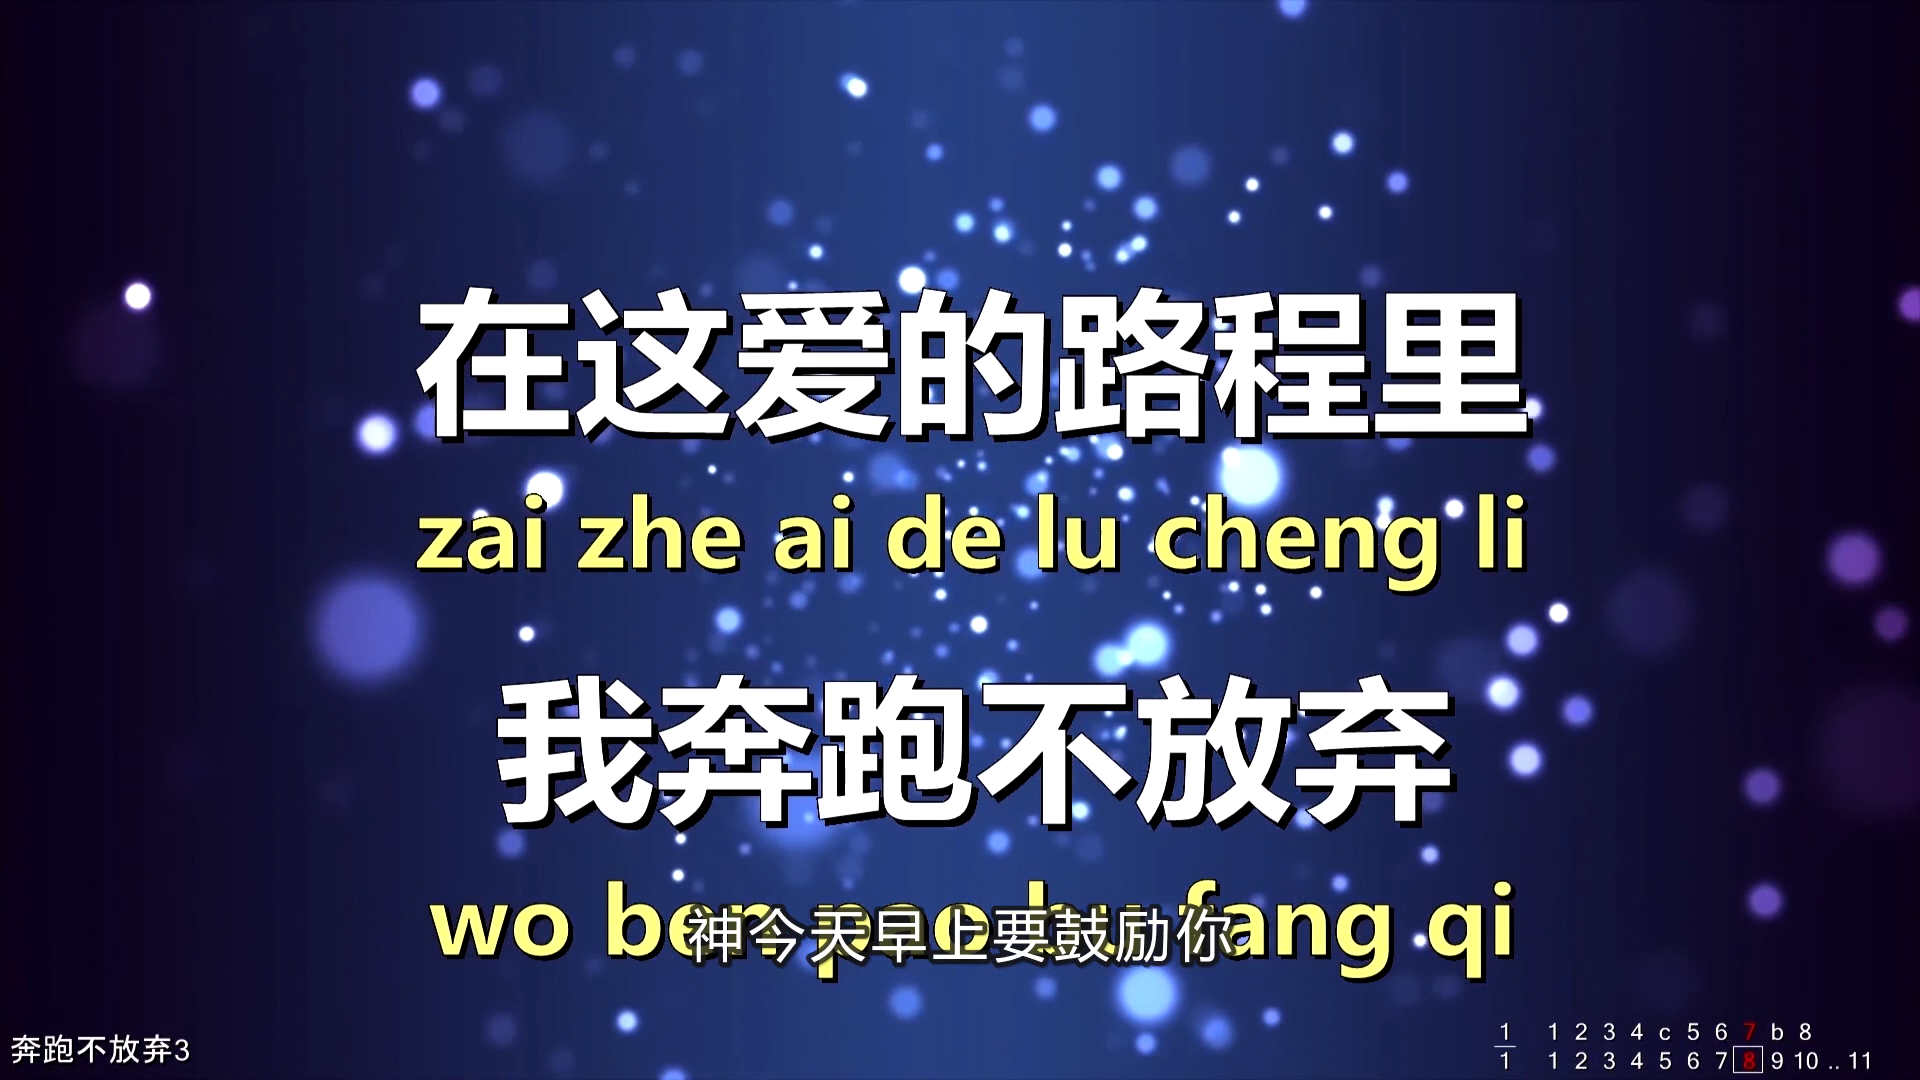 在这爱的路程里
zai zhe ai de lu cheng li
我奔跑不放弃
wo ben pao bu fang qi
神今天早上要鼓励你
奔跑不放弃3
1 1 2 3 4 c 5 6 7 b 8
1 1 2 3 4 5 6 7 8 9 10 .. 11